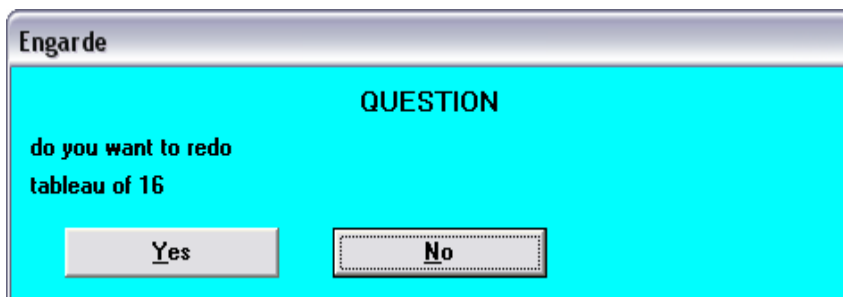 Engarde
QUESTION
do you want to redo
tableau of 16
Yes No